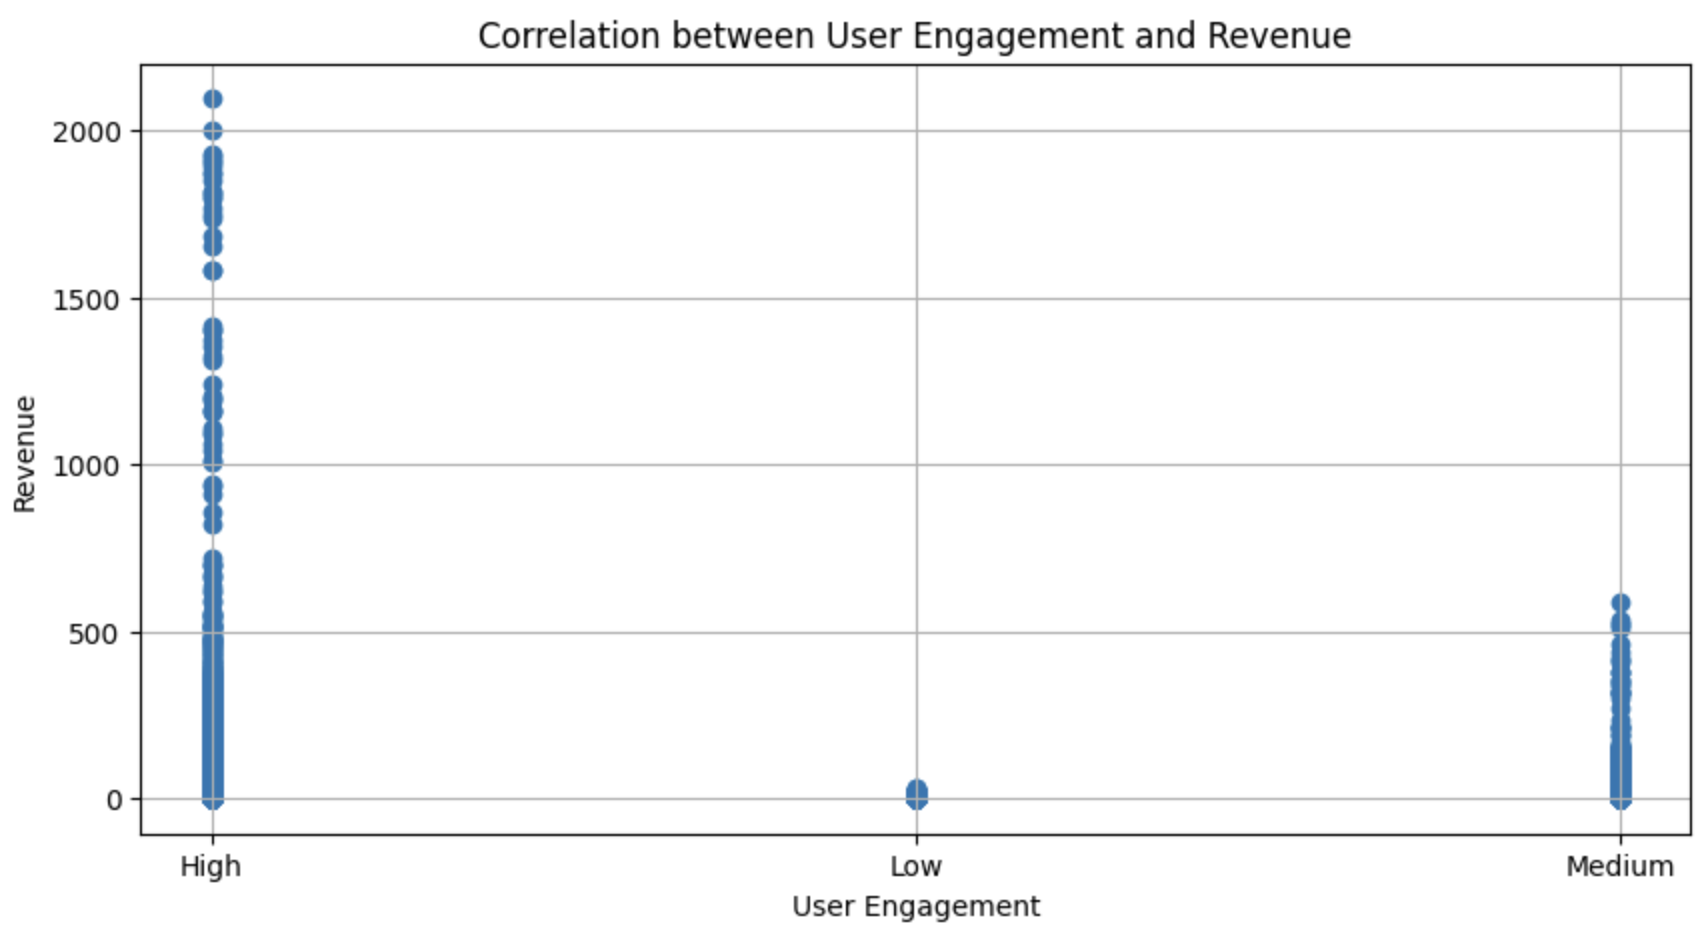 Correlation between User Engagement and Revenue
2000
1500
1000
500
0
Revenue
High
Low
Medium
User Engagement